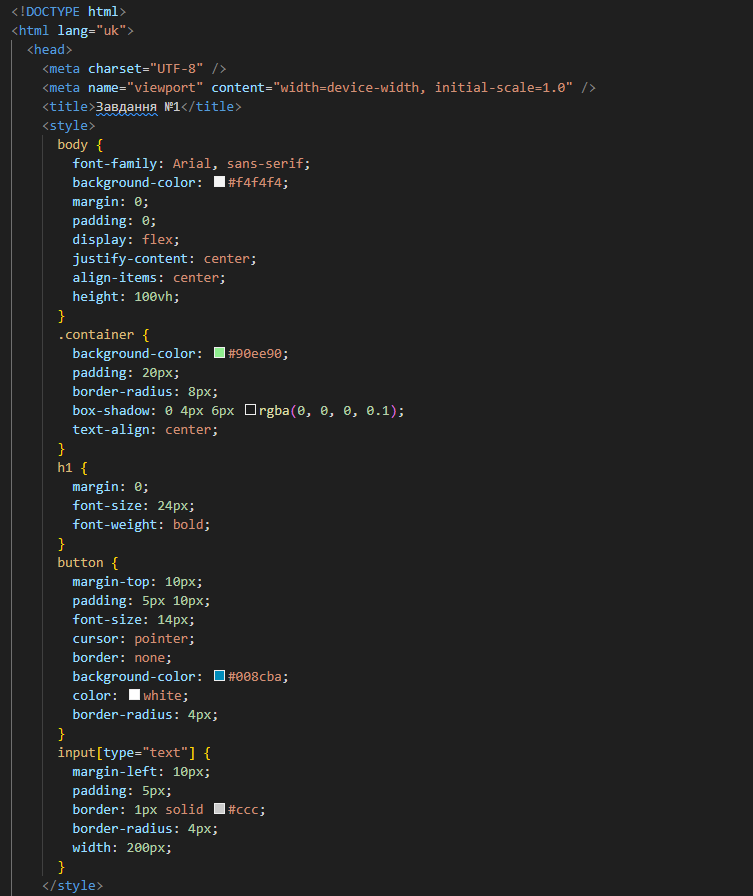 <!DOCTYPE html>
<html lang="uk">
  <head>
    <meta charset="UTF-8" />
    <meta name="viewport" content="width=device-width, initial-scale=1.0" />
    <title>Завдання №1</title>
    <style>
      body {
        font-family: Arial, sans-serif;
        background-color: #f4f4f4;
        margin: 0;
        padding: 0;
        display: flex;
        justify-content: center;
        align-items: center;
        height: 100vh;
      }
      .container {
        background-color: #90ee90;
        padding: 20px;
        border-radius: 8px;
        box-shadow: 0 4px 6px rgba(0, 0, 0, 0.1);
        text-align: center;
      }
      h1 {
        margin: 0;
        font-size: 24px;
        font-weight: bold;
      }
      button {
        margin-top: 10px;
        padding: 5px 10px;
        font-size: 14px;
        cursor: pointer;
        border: none;
        background-color: #008cba;
        color: white;
        border-radius: 4px;
      }
      input[type="text"] {
        margin-left: 10px;
        padding: 5px;
        border: 1px solid #ccc;
        border-radius: 4px;
        width: 200px;
      }
    </style>